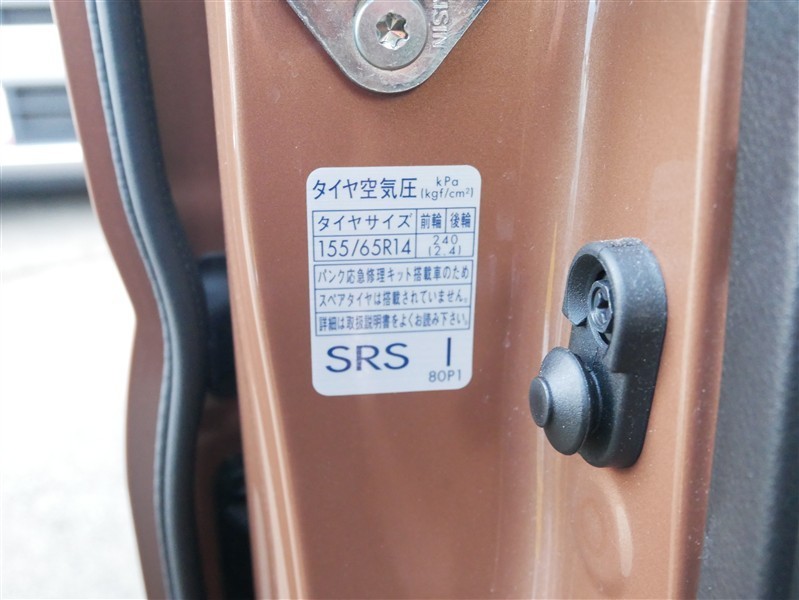 NISIN
タイヤ空気圧 kPa (kgf/cm²)
タイヤサイズ 前輪 後輪
155/65R14 240 (2.4)
パンク応急修理キット搭載車のため
スペアタイヤは搭載されていません。
詳細は取扱説明書をよくお読み下さい。
SRS I
80P1